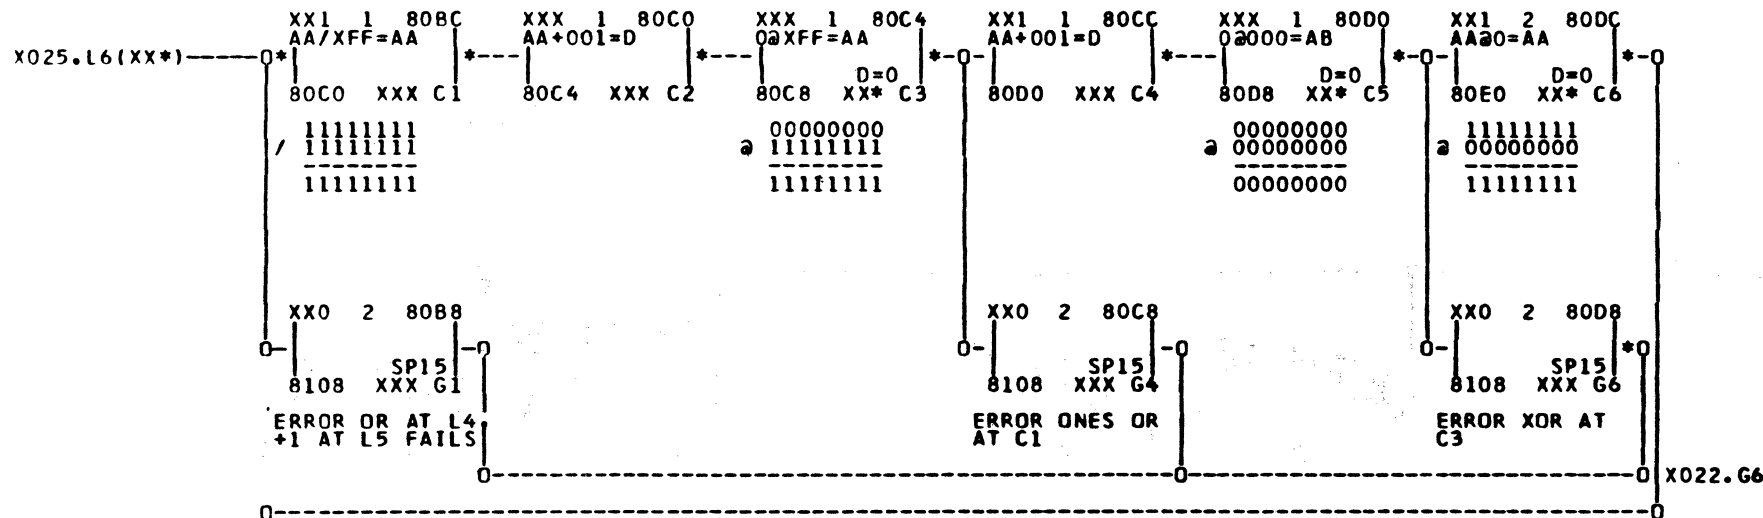 XX1 1 80BC XXX 1 80C0 XXX 1 80C4 XX1 1 80CC XXX 1 80D0 XX1 2 80DC
AA/XFF=AA AA+001=D 0@XFF=AA AA+001=D 0@000=AB AA@0=AA
X025.L6(XX*)------O* *---- *---- *-O- *---- *-O- *-O
D=0 D=0 D=0
80C0 XXX C1 80C4 XXX C2 80C8 XX* C3 80D0 XXX C4 80D8 XX* C5 80E0 XX* C6
11111111 00000000 00000000 11111111
/ 11111111 @ 11111111 @ 00000000 @ 00000000
-------- -------- -------- --------
11111111 11111111 00000000 11111111
XX0 2 80B8 XX0 2 80C8 XX0 2 80D8
O- -O O- -O O- *O
SP15 SP15 SP15
8108 XXX G1 8108 XXX G4 8108 XXX G6
ERROR OR AT L4 ERROR ONES OR ERROR XOR AT
+1 AT L5 FAILS AT C1 C3
O--------O--------O X022.G6
O--------O